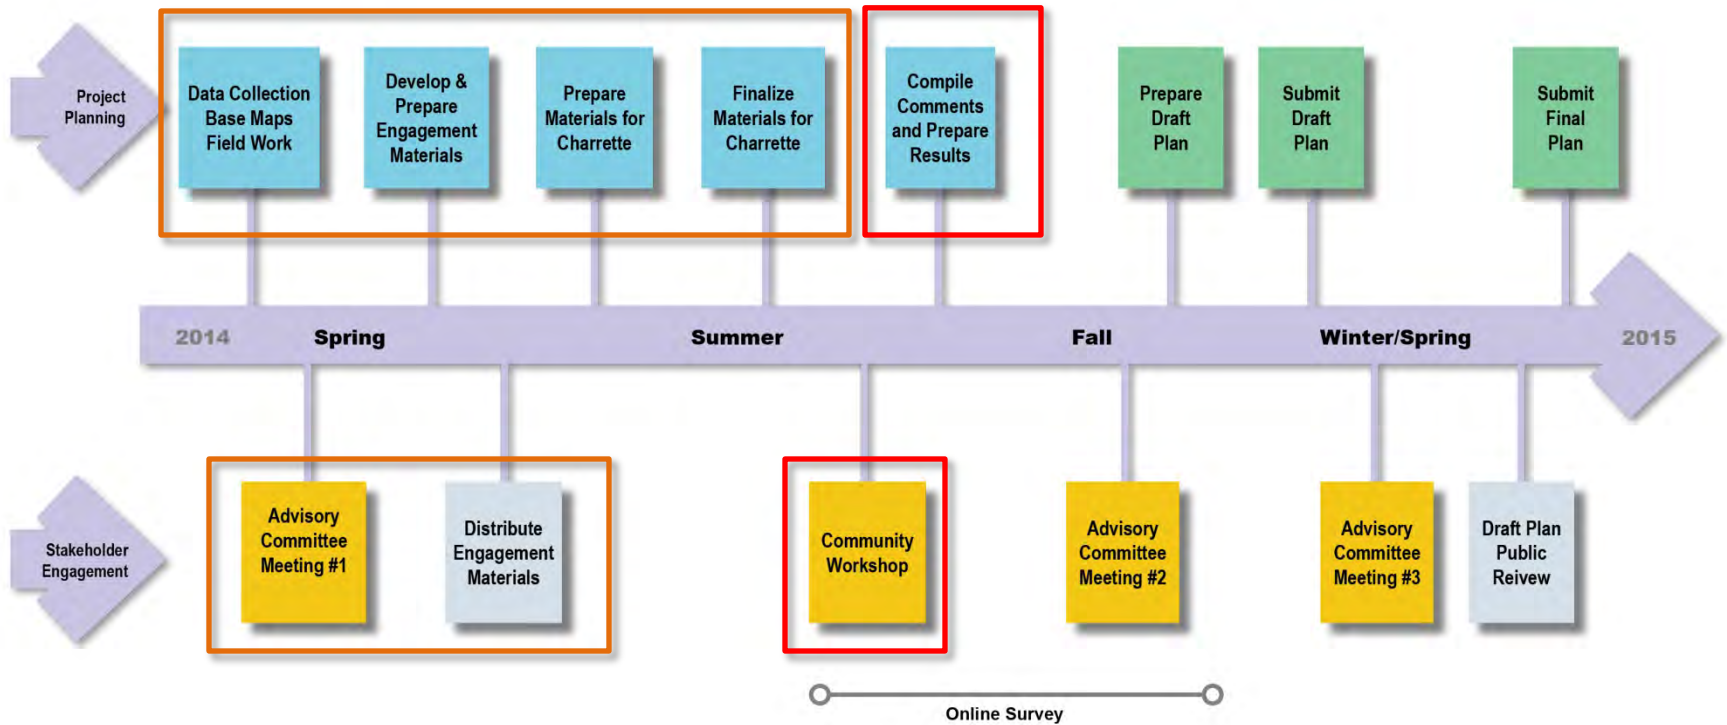 Project
Planning
Data Collection
Base Maps
Field Work
Develop &
Prepare
Engagement
Materials
Prepare
Materials for
Charrette
Finalize
Materials for
Charrette
Compile
Comments
and Prepare
Results
Prepare
Draft
Plan
Submit
Draft
Plan
Submit
Final
Plan
2014 Spring Summer Fall Winter/Spring 2015
Stakeholder
Engagement
Advisory
Committee
Meeting #1
Distribute
Engagement
Materials
Community
Workshop
Advisory
Committee
Meeting #2
Advisory
Committee
Meeting #3
Draft Plan
Public
Reivew
Online Survey